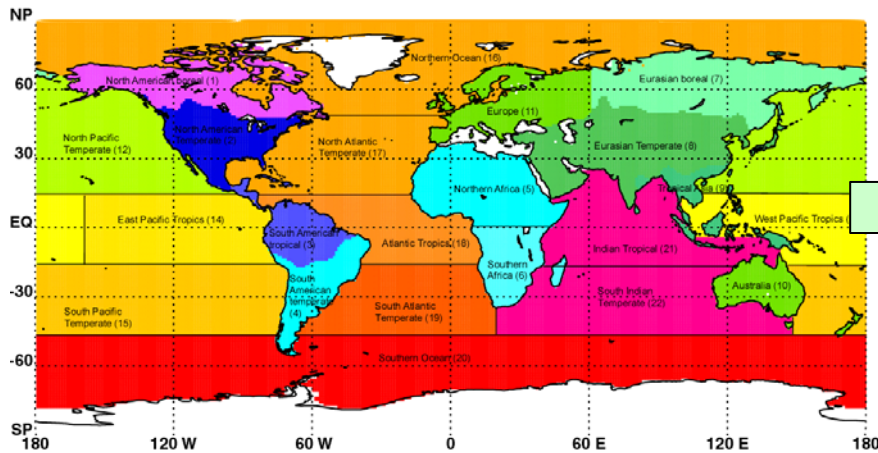 NP
Northern Ocean (16)
North American boreal (1)
Eurasian boreal (7)
60
Europe (11)
North American
Temperate (2)
North Pacific
Temperate (12)
North Atlantic
Temperate (17)
Eurasian Temperate (8)
30
Northern Africa (5)
Tropical Asia (9)
East Pacific Tropics (14)
West Pacific Tropics (
EQ
South American
tropical (3)
Atlantic Tropics (18)
Indian Tropical (21)
Southern
Africa (6)
South
American
temperate
(4)
South Indian
Temperate (22)
Australia (10)
-30
South Pacific
Temperate (15)
South Atlantic
Temperate (19)
Southern Ocean (20)
-60
SP
180 120 W 60 W 0 60 E 120 E 180